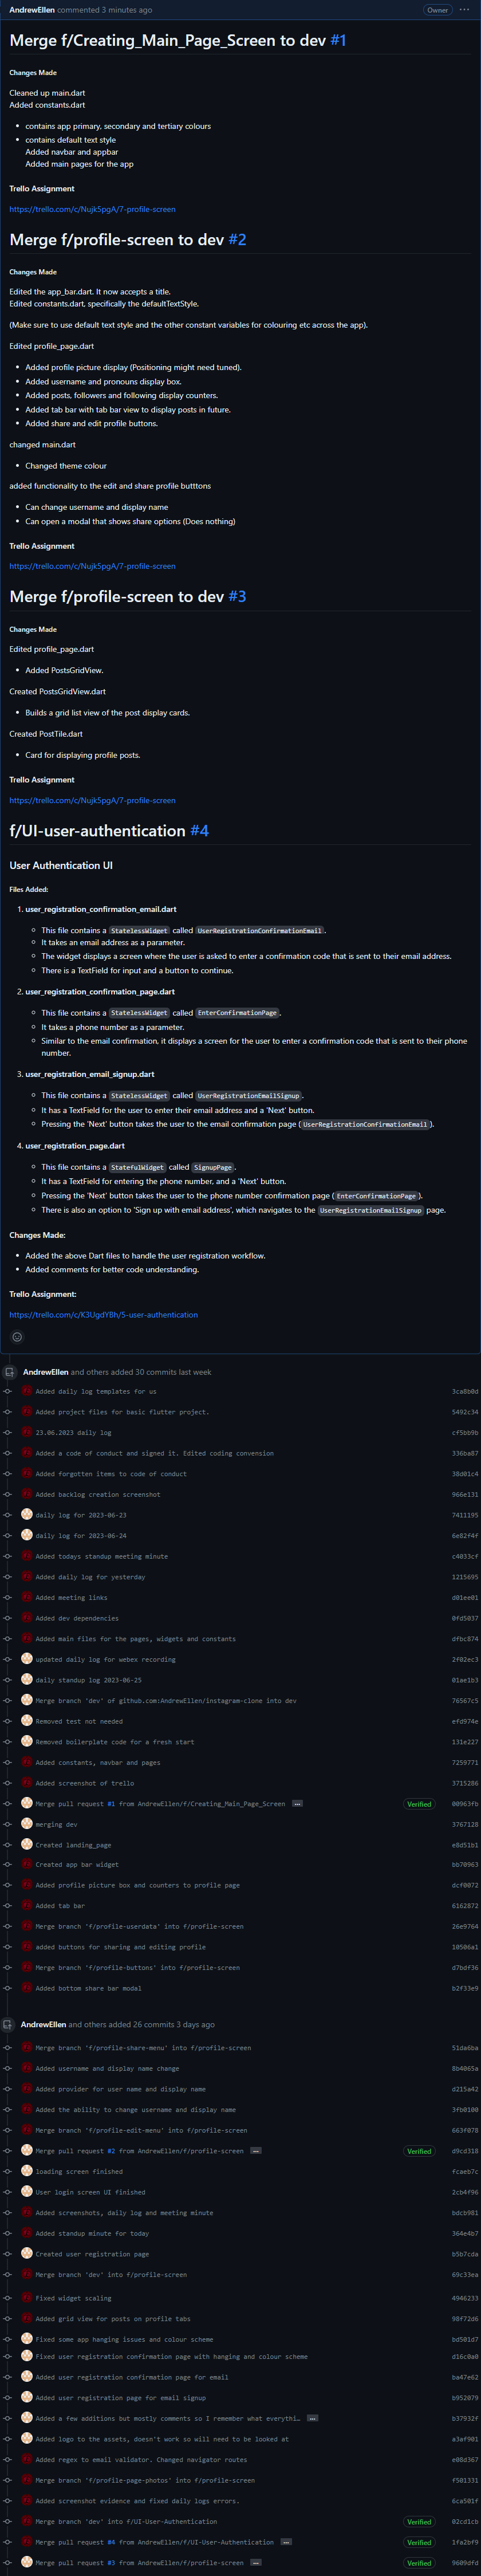 AndrewEllen commented 3 minutes ago
Owner
Merge f/Creating_Main_Page_Screen to dev #1
Changes Made
Cleaned up main.dart
Added constants.dart
contains app primary, secondary and tertiary colours
contains default text style
Added navbar and appbar
Added main pages for the app
Trello Assignment
https://trello.com/c/Nujk5pgA/7-profile-screen
Merge f/profile-screen to dev #2
Changes Made
Edited the app_bar.dart. It now accepts a title.
Edited constants.dart, specifically the defaultTextStyle.
(Make sure to use default text style and the other constant variables for colouring etc across the app).
Edited profile_page.dart
Added profile picture display (Positioning might need tuned).
Added username and pronouns display box.
Added posts, followers and following display counters.
Added tab bar with tab bar view to display posts in future.
Added share and edit profile buttons.
changed main.dart
Changed theme colour
added functionality to the edit and share profile butttons
Can change username and display name
Can open a modal that shows share options (Does nothing)
Trello Assignment
https://trello.com/c/Nujk5pgA/7-profile-screen
Merge f/profile-screen to dev #3
Changes Made
Edited profile_page.dart
Added PostsGridView.
Created PostsGridView.dart
Builds a grid list view of the post display cards.
Created PostTile.dart
Card for displaying profile posts.
Trello Assignment
https://trello.com/c/Nujk5pgA/7-profile-screen
f/UI-user-authentication #4
User Authentication UI
Files Added:
1. user_registration_confirmation_email.dart
This file contains a StatelessWidget called UserRegistrationConfirmationEmail.
It takes an email address as a parameter.
The widget displays a screen where the user is asked to enter a confirmation code that is sent to their email address.
There is a TextField for input and a button to continue.
2. user_registration_confirmation_page.dart
This file contains a StatelessWidget called EnterConfirmationPage.
It takes a phone number as a parameter.
Similar to the email confirmation, it displays a screen for the user to enter a confirmation code that is sent to their phone
number.
3. user_registration_email_signup.dart
This file contains a StatelessWidget called UserRegistrationEmailSignup.
It has a TextField for the user to enter their email address and a 'Next' button.
Pressing the 'Next' button takes the user to the email confirmation page (UserRegistrationConfirmationEmail).
4. user_registration_page.dart
This file contains a StatefulWidget called SignupPage.
It has a TextField for entering the phone number, and a 'Next' button.
Pressing the 'Next' button takes the user to the phone number confirmation page (EnterConfirmationPage).
There is also an option to 'Sign up with email address', which navigates to the UserRegistrationEmailSignup page.
Changes Made:
Added the above Dart files to handle the user registration workflow.
Added comments for better code understanding.
Trello Assignment:
https://trello.com/c/K3UgdYBh/5-user-authentication
AndrewEllen and others added 30 commits last week
Added daily log templates for us 3ca8b0d
Added project files for basic flutter project. 5492c34
23.06.2023 daily log cf5bb9b
Added a code of conduct and signed it. Edited coding convension 336ba87
Added forgotten items to code of conduct 38d01c4
Added backlog creation screenshot 966e131
daily log for 2023-06-23 7411195
daily log for 2023-06-24 6e82f4f
Added todays standup meeting minute c4033cf
Added daily log for yesterday 1215695
Added meeting links d01ee01
Added dev dependencies 0fd5037
Added main files for the pages, widgets and constants dfbc874
updated daily log for webex recording 2f02ec3
daily standup log 2023-06-25 01ae1b3
Merge branch 'dev' of github.com:AndrewEllen/instagram-clone into dev 76567c5
Removed test not needed efd974e
Removed boilerplate code for a fresh start 131e227
Added constants, navbar and pages 7259771
Added screenshot of trello 3715286
Merge pull request #1 from AndrewEllen/f/Creating_Main_Page_Screen ... Verified 00963fb
merging dev 3767128
Created landing_page e8d51b1
Created app bar widget bb70963
Added profile picture box and counters to profile page dcf0072
Added tab bar 6162872
Merge branch 'f/profile-userdata' into f/profile-screen 26e9764
added buttons for sharing and editing profile 10506a1
Merge branch 'f/profile-buttons' into f/profile-screen d7bdf36
Added bottom share bar modal b2f33e9
AndrewEllen and others added 26 commits 3 days ago
Merge branch 'f/profile-share-menu' into f/profile-screen 51da6ba
Added username and display name change 8b4065a
Added provider for user name and display name d215a42
Added the ability to change username and display name 3fb0100
Merge branch 'f/profile-edit-menu' into f/profile-screen 663f078
Merge pull request #2 from AndrewEllen/f/profile-screen ... Verified d9cd318
loading screen finished fcaeb7c
User login screen UI finished 2cb4f96
Added screenshots, daily log and meeting minute bdcb981
Added standup minute for today 364e4b7
Created user registration page b5b7cda
Merge branch 'dev' into f/profile-screen 69c33ea
Fixed widget scaling 4946233
Added grid view for posts on profile tabs 98f72d6
Fixed some app hanging issues and colour scheme bd501d7
Fixed user registration confirmation page with hanging and colour scheme d16c0a0
Added user registration confirmation page for email ba47e62
Added user registration page for email signup b952079
Added a few additions but mostly comments so I remember what everythi… ... b37932f
Added logo to the assets, doesn't work so will need to be looked at a3af901
Added regex to email validator. Changed navigator routes e08d367
Merge branch 'f/profile-page-photos' into f/profile-screen f501331
Added screenshot evidence and fixed daily logs errors. 6ca501f
Merge branch 'dev' into f/UI-User-Authentication Verified 02cd1cb
Merge pull request #4 from AndrewEllen/f/UI-User-Authentication ... Verified 1fa2bf9
Merge pull request #3 from AndrewEllen/f/profile-screen ... Verified 9609dfd